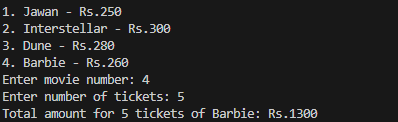 1. Jawan - Rs.250
2. Interstellar - Rs.300
3. Dune - Rs.280
4. Barbie - Rs.260
Enter movie number: 4
Enter number of tickets: 5
Total amount for 5 tickets of Barbie: Rs.1300